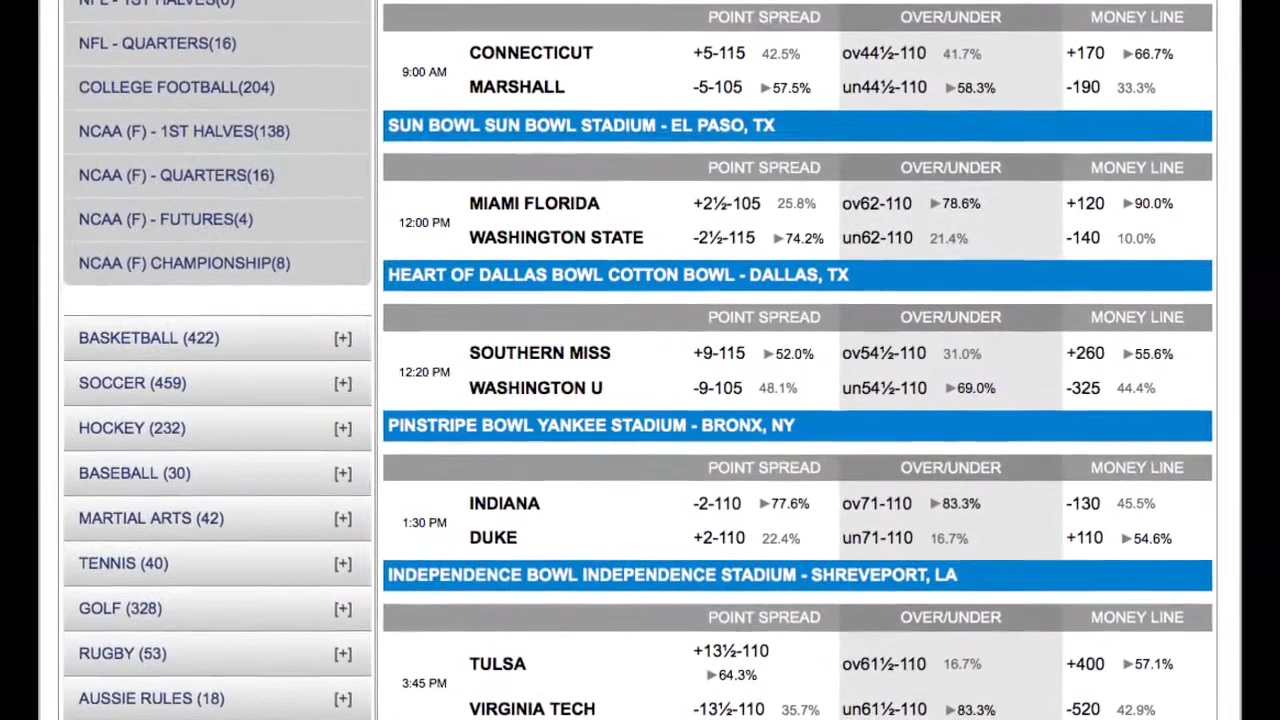 NFL - 1ST HALVES(6)
NFL - QUARTERS(16)
COLLEGE FOOTBALL(204)
NCAA (F) - 1ST HALVES(138)
NCAA (F) - QUARTERS(16)
NCAA (F) - FUTURES(4)
NCAA (F) CHAMPIONSHIP(8)
BASKETBALL (422) [+]
SOCCER (459) [+]
HOCKEY (232) [+]
BASEBALL (30) [+]
MARTIAL ARTS (42) [+]
TENNIS (40) [+]
GOLF (328) [+]
RUGBY (53) [+]
AUSSIE RULES (18) [+]
POINT SPREAD OVER/UNDER MONEY LINE
9:00 AM
CONNECTICUT +5-115 42.5% ov44½-110 41.7% +170 ▶66.7%
MARSHALL -5-105 ▶57.5% un44½-110 ▶58.3% -190 33.3%
SUN BOWL SUN BOWL STADIUM - EL PASO, TX
POINT SPREAD OVER/UNDER MONEY LINE
12:00 PM
MIAMI FLORIDA +2½-105 25.8% ov62-110 ▶78.6% +120 ▶90.0%
WASHINGTON STATE -2½-115 ▶74.2% un62-110 21.4% -140 10.0%
HEART OF DALLAS BOWL COTTON BOWL - DALLAS, TX
POINT SPREAD OVER/UNDER MONEY LINE
12:20 PM
SOUTHERN MISS +9-115 ▶52.0% ov54½-110 31.0% +260 ▶55.6%
WASHINGTON U -9-105 48.1% un54½-110 ▶69.0% -325 44.4%
PINSTRIPE BOWL YANKEE STADIUM - BRONX, NY
POINT SPREAD OVER/UNDER MONEY LINE
1:30 PM
INDIANA -2-110 ▶77.6% ov71-110 ▶83.3% -130 45.5%
DUKE +2-110 22.4% un71-110 16.7% +110 ▶54.6%
INDEPENDENCE BOWL INDEPENDENCE STADIUM - SHREVEPORT, LA
POINT SPREAD OVER/UNDER MONEY LINE
3:45 PM
TULSA +13½-110 ▶64.3% ov61½-110 16.7% +400 ▶57.1%
VIRGINIA TECH -13½-110 35.7% un61½-110 ▶83.3% -520 42.9%